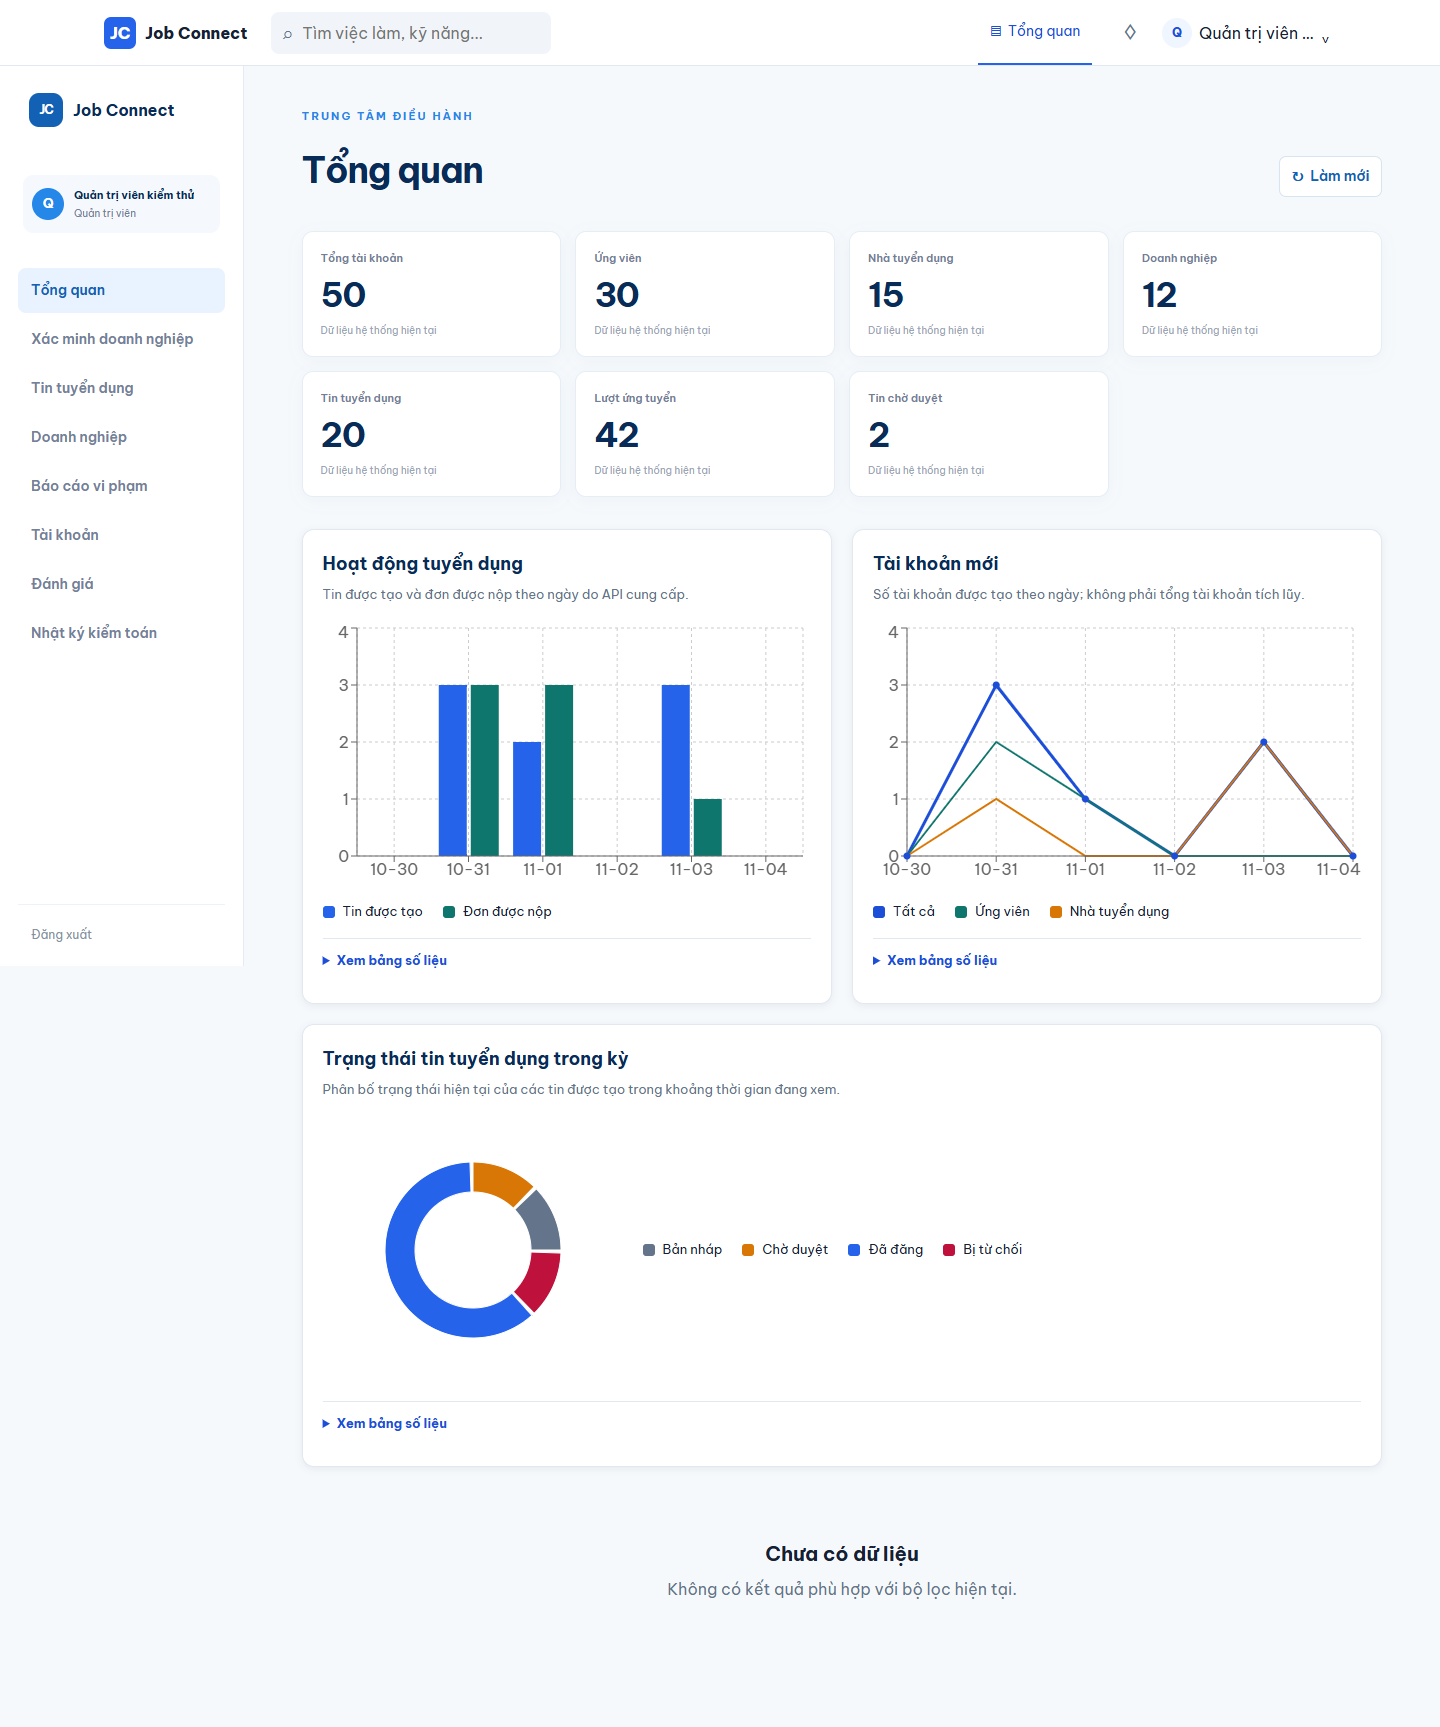 JC Job Connect
Tìm việc làm, kỹ năng...
Tổng quan
Q Quản trị viên ...
JC Job Connect
Q Quản trị viên kiểm thử
Quản trị viên
Tổng quan
Xác minh doanh nghiệp
Tin tuyển dụng
Doanh nghiệp
Báo cáo vi phạm
Tài khoản
Đánh giá
Nhật ký kiểm toán
Đăng xuất
TRUNG TÂM ĐIỀU HÀNH
Tổng quan
↻ Làm mới
Tổng tài khoản
50
Dữ liệu hệ thống hiện tại
Ứng viên
30
Dữ liệu hệ thống hiện tại
Nhà tuyển dụng
15
Dữ liệu hệ thống hiện tại
Doanh nghiệp
12
Dữ liệu hệ thống hiện tại
Tin tuyển dụng
20
Dữ liệu hệ thống hiện tại
Lượt ứng tuyển
42
Dữ liệu hệ thống hiện tại
Tin chờ duyệt
2
Dữ liệu hệ thống hiện tại
Hoạt động tuyển dụng
Tin được tạo và đơn được nộp theo ngày do API cung cấp.
4
3
2
1
0
10-30 10-31 11-01 11-02 11-03 11-04
Tin được tạo Đơn được nộp
Xem bảng số liệu
Tài khoản mới
Số tài khoản được tạo theo ngày; không phải tổng tài khoản tích lũy.
4
3
2
1
0
10-30 10-31 11-01 11-02 11-03 11-04
Tất cả Ứng viên Nhà tuyển dụng
Xem bảng số liệu
Trạng thái tin tuyển dụng trong kỳ
Phân bố trạng thái hiện tại của các tin được tạo trong khoảng thời gian đang xem.
Bản nháp Chờ duyệt Đã đăng Bị từ chối
Xem bảng số liệu
Chưa có dữ liệu
Không có kết quả phù hợp với bộ lọc hiện tại.